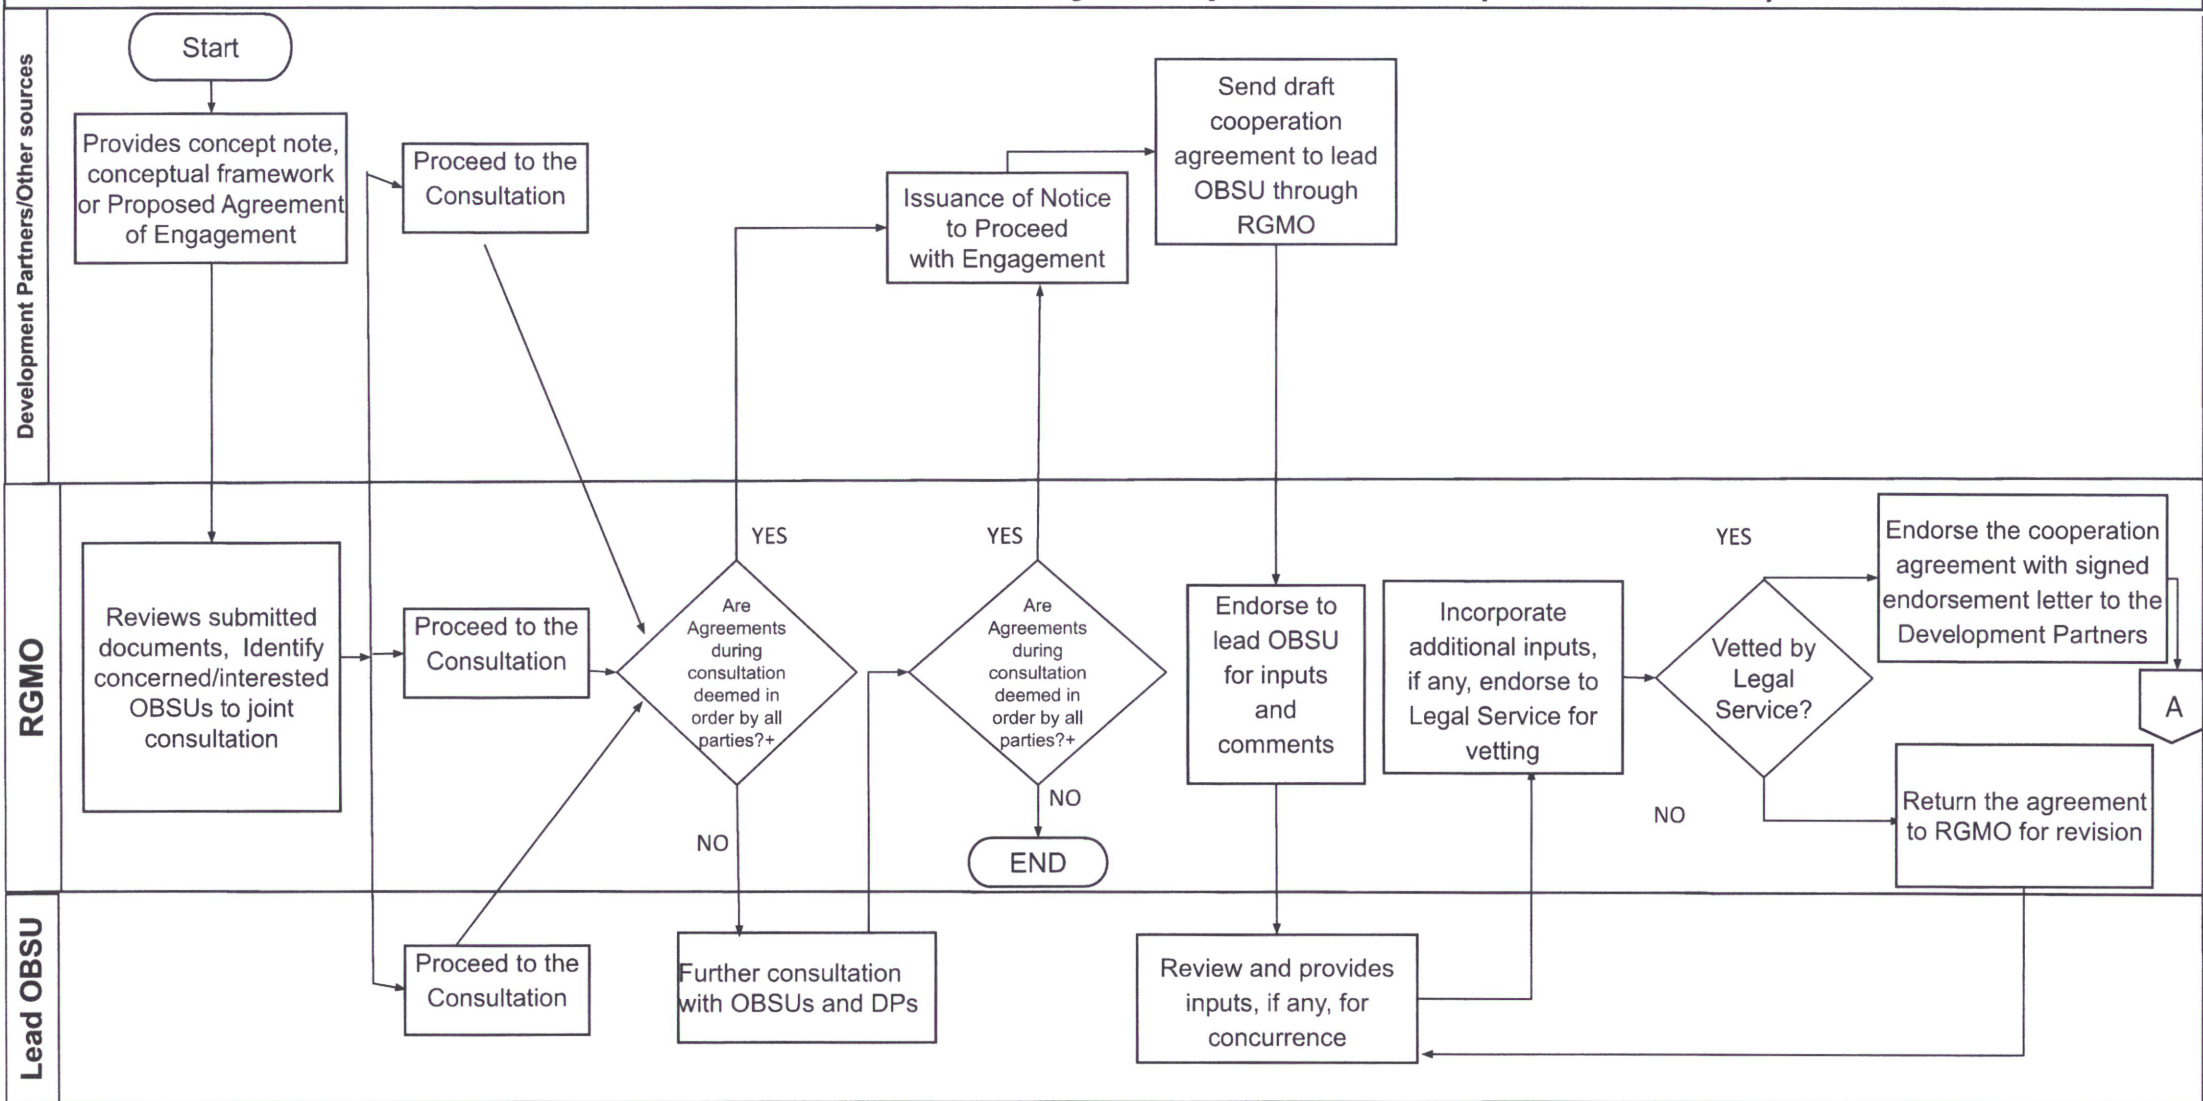 Development Partners/Other sources
Start
Provides concept note,
conceptual framework
or Proposed Agreement
of Engagement
Proceed to the
Consultation
Issuance of Notice
to Proceed
with Engagement
Send draft
cooperation
agreement to lead
OBSU through
RGMO
RGMO
Reviews submitted
documents, Identify
concerned/interested
OBSUs to joint
consultation
Proceed to the
Consultation
YES
Are
Agreements
during
consultation
deemed in
order by all
parties?+
NO
YES
Are
Agreements
during
consultation
deemed in
order by all
parties?+
NO
END
Endorse to
lead OBSU
for inputs
and
comments
Incorporate
additional inputs,
if any, endorse to
Legal Service for
vetting
YES
Vetted by
Legal
Service?
NO
Endorse the cooperation
agreement with signed
endorsement letter to the
Development Partners
A
Return the agreement
to RGMO for revision
Lead OBSU
Proceed to the
Consultation
Further consultation
with OBSUs and DPs
Review and provides
inputs, if any, for
concurrence